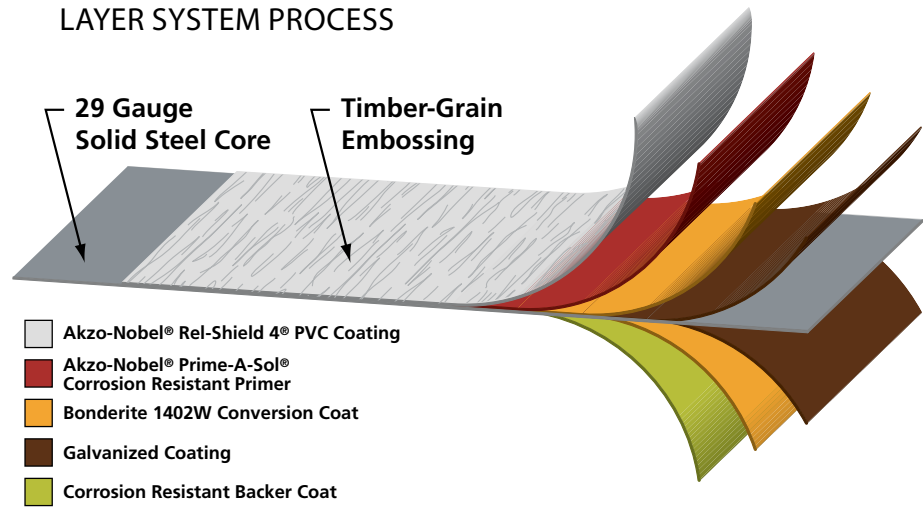 LAYER SYSTEM PROCESS
29 Gauge
Solid Steel Core
Timber-Grain
Embossing
Akzo-Nobel® Rel-Shield 4® PVC Coating
Akzo-Nobel® Prime-A-Sol®
Corrosion Resistant Primer
Bonderite 1402W Conversion Coat
Galvanized Coating
Corrosion Resistant Backer Coat